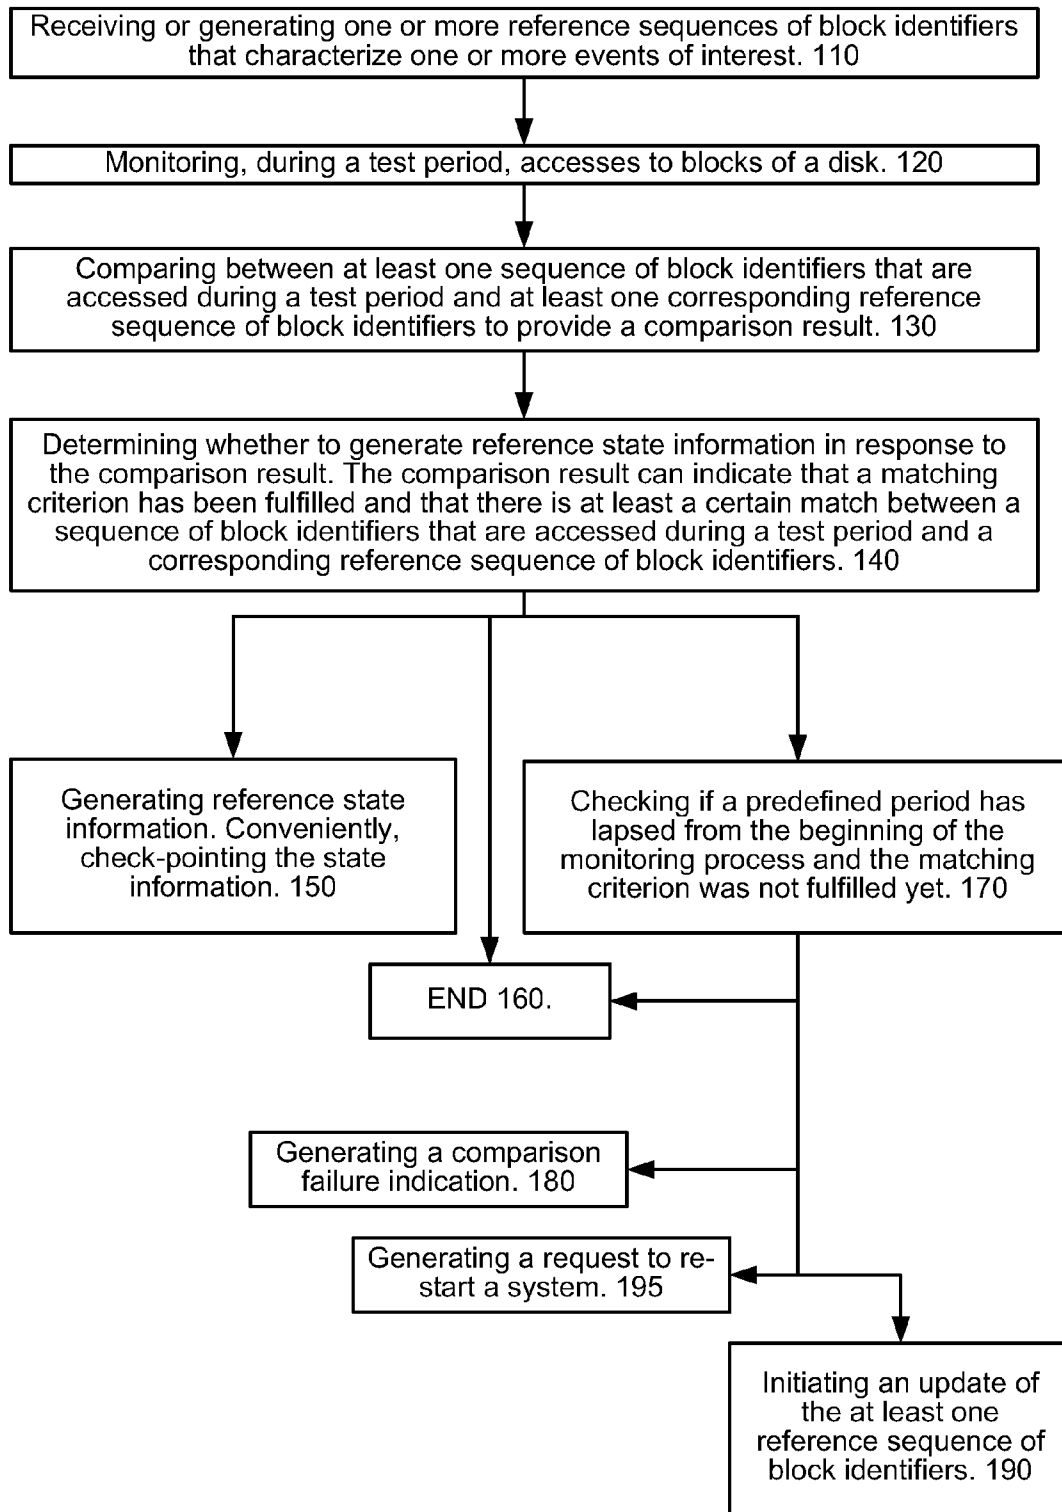 Receiving or generating one or more reference sequences of block identifiers
that characterize one or more events of interest. 110
Monitoring, during a test period, accesses to blocks of a disk. 120
Comparing between at least one sequence of block identifiers that are
accessed during a test period and at least one corresponding reference
sequence of block identifiers to provide a comparison result. 130
Determining whether to generate reference state information in response to
the comparison result. The comparison result can indicate that a matching
criterion has been fulfilled and that there is at least a certain match between a
sequence of block identifiers that are accessed during a test period and a
corresponding reference sequence of block identifiers. 140
Generating reference state
information. Conveniently,
check-pointing the state
information. 150
Checking if a predefined period has
lapsed from the beginning of the
monitoring process and the matching
criterion was not fulfilled yet. 170
END 160.
Generating a comparison
failure indication. 180
Generating a request to re-
start a system. 195
Initiating an update of
the at least one
reference sequence of
block identifiers. 190